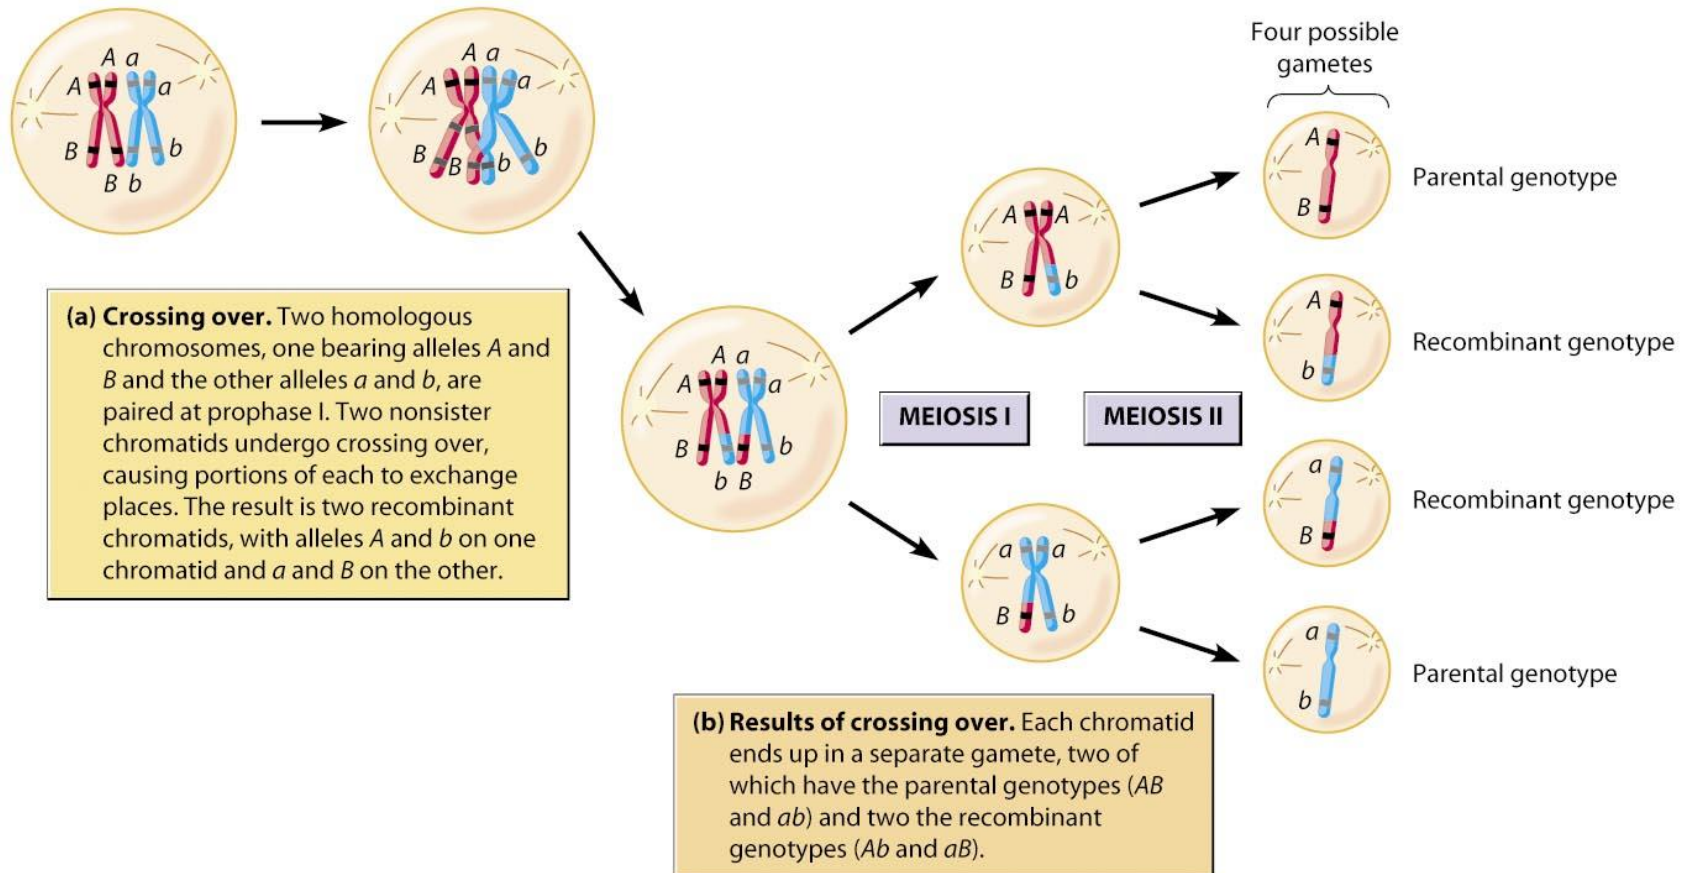 A a
A a
B b
B b
A a
A a
B B b b
(a) Crossing over. Two homologous
chromosomes, one bearing alleles A and
B and the other alleles a and b, are
paired at prophase I. Two nonsister
chromatids undergo crossing over,
causing portions of each to exchange
places. The result is two recombinant
chromatids, with alleles A and b on one
chromatid and a and B on the other.
A a
A a
B b
b B
MEIOSIS I
MEIOSIS II
A A
B b
a a
B b
Four possible
gametes
A
B
Parental genotype
A
b
Recombinant genotype
a
B
Recombinant genotype
a
b
Parental genotype
(b) Results of crossing over. Each chromatid
ends up in a separate gamete, two of
which have the parental genotypes (AB
and ab) and two the recombinant
genotypes (Ab and aB).